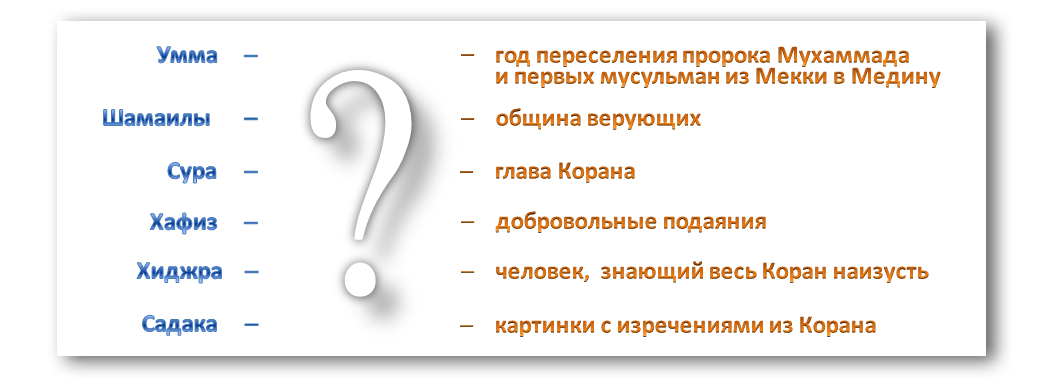 Умма – – год переселения пророка Мухаммада
и первых мусульман из Мекки в Медину
Шамаилы – – община верующих
Сура – – глава Корана
Хафиз – – добровольные подаяния
Хиджра – – человек, знающий весь Коран наизусть
Садака – – картинки с изречениями из Корана
?